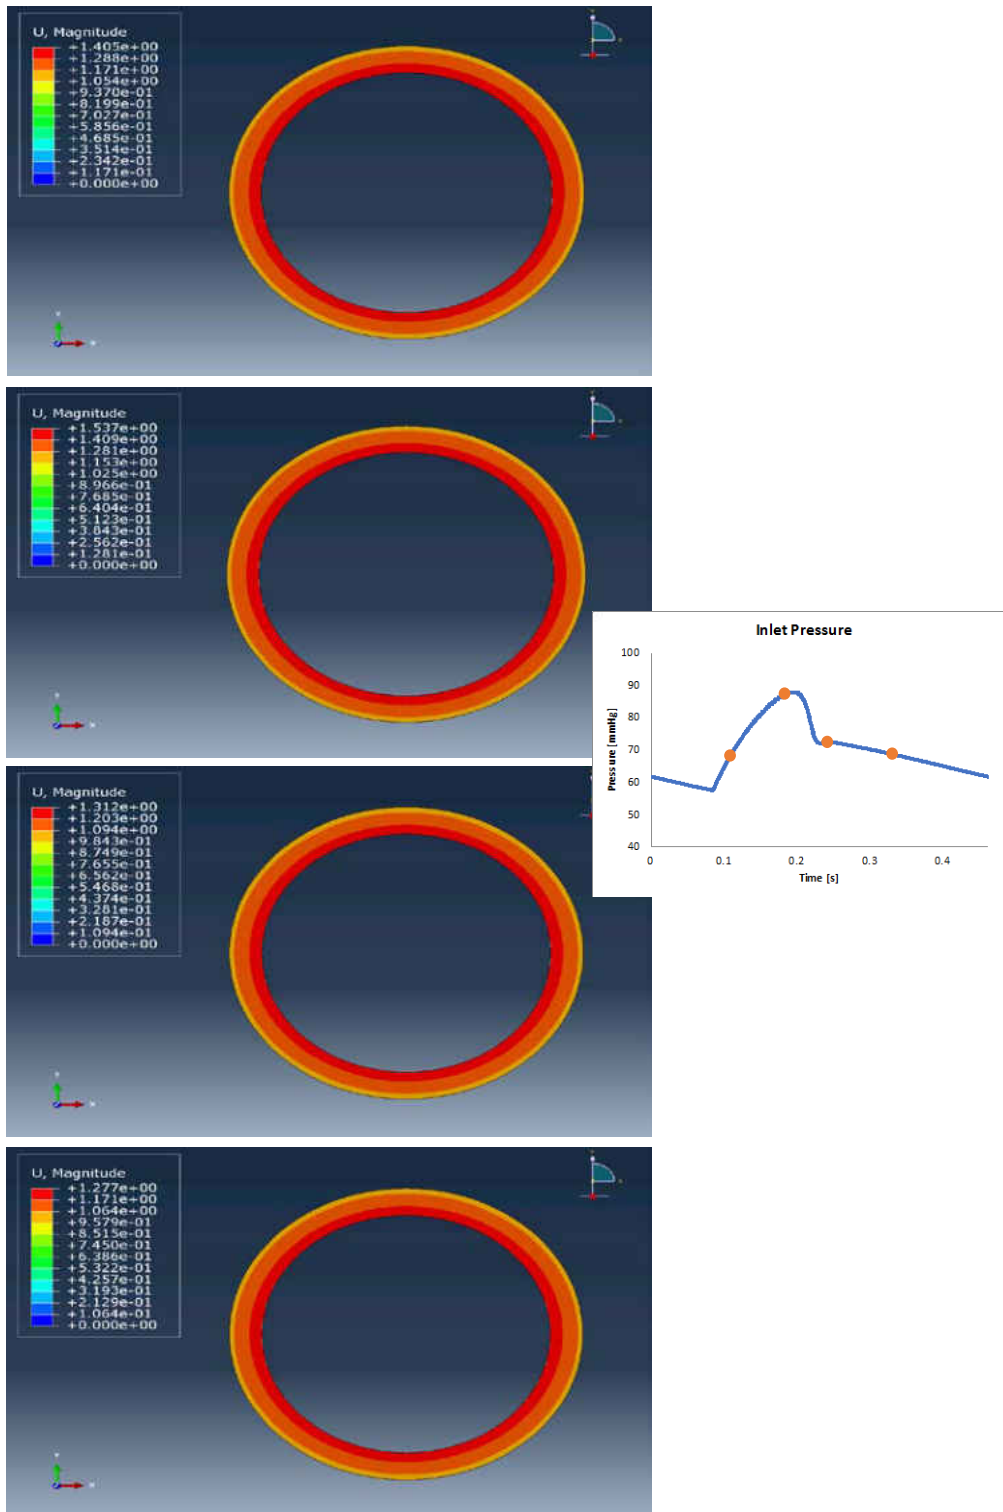 U, Magnitude
+1.405e+00
+1.288e+00
+1.171e+00
+1.054e+00
+9.370e-01
+8.199e-01
+7.027e-01
+5.856e-01
+4.685e-01
+3.514e-01
+2.342e-01
+1.171e-01
+0.000e+00
U, Magnitude
+1.537e+00
+1.409e+00
+1.281e+00
+1.153e+00
+1.025e+00
+8.966e-01
+7.685e-01
+6.404e-01
+5.123e-01
+3.843e-01
+2.562e-01
+1.281e-01
+0.000e+00
Inlet Pressure
100
90
80
70
60
50
40
Pressure [mmHg]
0 0.1 0.2 0.3 0.4
Time [s]
U, Magnitude
+1.312e+00
+1.203e+00
+1.094e+00
+9.843e-01
+8.749e-01
+7.655e-01
+6.562e-01
+5.468e-01
+4.374e-01
+3.281e-01
+2.187e-01
+1.094e-01
+0.000e+00
U, Magnitude
+1.277e+00
+1.171e+00
+1.064e+00
+9.579e-01
+8.515e-01
+7.450e-01
+6.386e-01
+5.322e-01
+4.257e-01
+3.193e-01
+2.129e-01
+1.064e-01
+0.000e+00